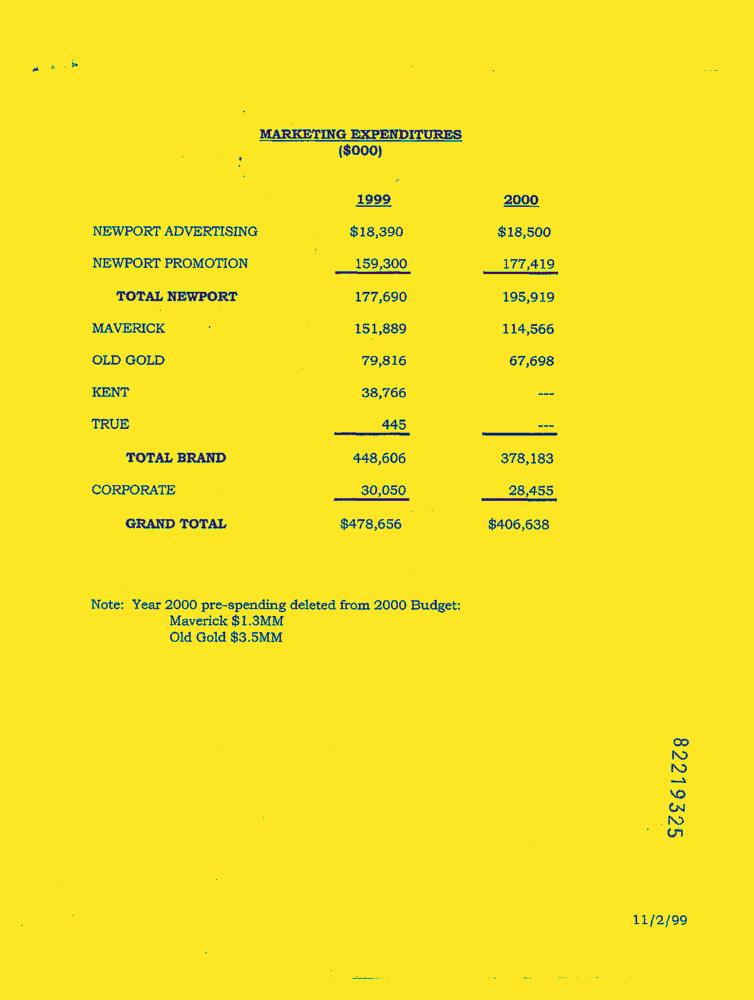 MARKETING EXPENDITURES
($000)
1999 2000
NEWPORT ADVERTISING $18,390 $18,500
NEWPORT PROMOTION 159,300 177,419
TOTAL NEWPORT 177,690 195,919
MAVERICK 151,889 114,566
OLD GOLD 79,816 67,698
KENT 38,766 ---
TRUE 445 ---
TOTAL BRAND 448,606 378,183
CORPORATE 30,050 28,455
GRAND TOTAL $478,656 $406,638
Note: Year 2000 pre-spending deleted from 2000 Budget:
Maverick $1.3MM
Old Gold $3.5MM
82219325
11/2/99